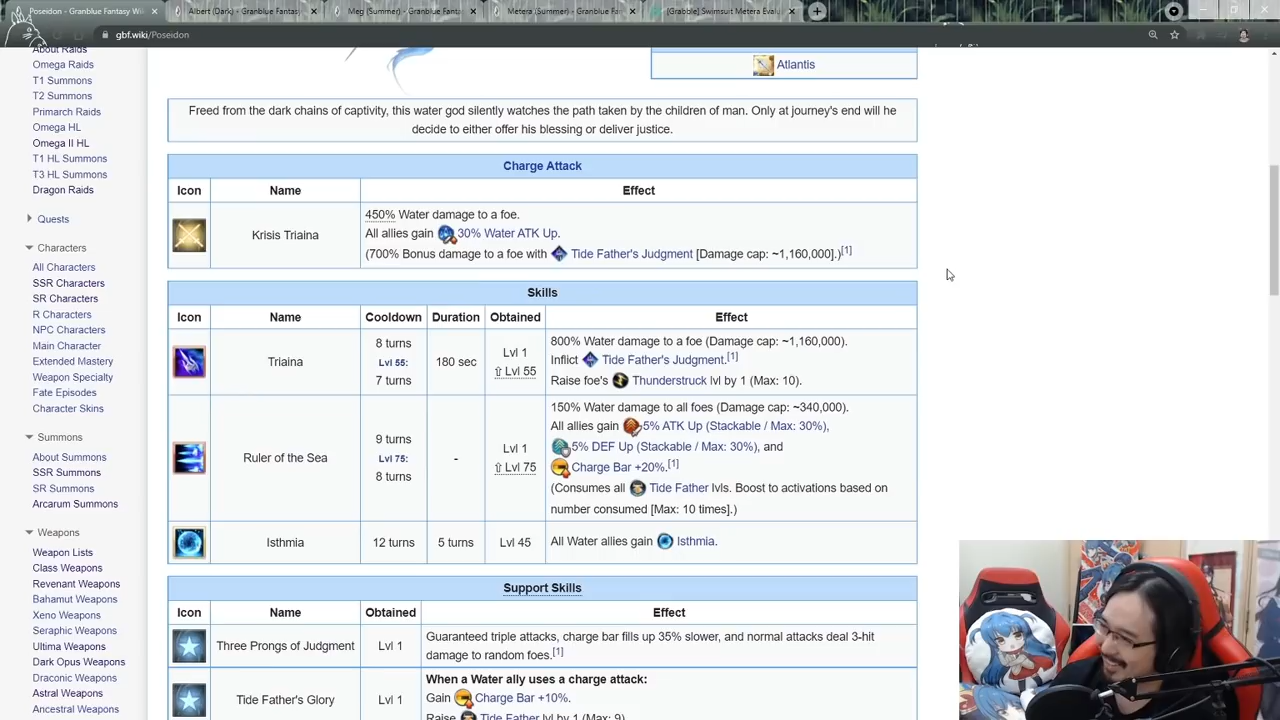 Poseidon - Granblue Fantasy W
Albert (Dark) - Granblue Fantasy
Meg (Summer) - Granblue Fantas
Metera (Summer) - Granblue Fa
[Grabble] Swimsuit Metera Evalu
gbf.wiki/Poseidon
About Raids
Omega Raids
T1 Summons
T2 Summons
Primarch Raids
Omega HL
Omega II HL
T1 HL Summons
T3 HL Summons
Dragon Raids
Quests
Characters
All Characters
SSR Characters
SR Characters
R Characters
NPC Characters
Main Character
Extended Mastery
Weapon Specialty
Fate Episodes
Character Skins
Summons
About Summons
SSR Summons
SR Summons
Arcarum Summons
Weapons
Weapon Lists
Class Weapons
Revenant Weapons
Bahamut Weapons
Xeno Weapons
Seraphic Weapons
Ultima Weapons
Dark Opus Weapons
Draconic Weapons
Astral Weapons
Ancestral Weapons
Atlantis
Freed from the dark chains of captivity, this water god silently watches the path taken by the children of man. Only at journey's end will he
decide to either offer his blessing or deliver justice.
Charge Attack
Icon Name Effect
Krisis Triaina
450% Water damage to a foe.
All allies gain 30% Water ATK Up.
(700% Bonus damage to a foe with Tide Father's Judgment [Damage cap: ~1,160,000].)[1]
Skills
Icon Name Cooldown Duration Obtained Effect
Triaina
8 turns
Lvl 55:
7 turns
180 sec
Lvl 1
⇧ Lvl 55
800% Water damage to a foe (Damage cap: ~1,160,000).
Inflict Tide Father's Judgment.[1]
Raise foe's Thunderstruck lvl by 1 (Max: 10).
Ruler of the Sea
9 turns
Lvl 75:
8 turns
-
Lvl 1
⇧ Lvl 75
150% Water damage to all foes (Damage cap: ~340,000).
All allies gain 5% ATK Up (Stackable / Max: 30%),
5% DEF Up (Stackable / Max: 30%), and
Charge Bar +20%.[1]
(Consumes all Tide Father lvls. Boost to activations based on
number consumed [Max: 10 times].)
Isthmia 12 turns 5 turns Lvl 45 All Water allies gain Isthmia.
Support Skills
Icon Name Obtained Effect
Three Prongs of Judgment Lvl 1
Guaranteed triple attacks, charge bar fills up 35% slower, and normal attacks deal 3-hit
damage to random foes.[1]
Tide Father's Glory Lvl 1
When a Water ally uses a charge attack:
Gain Charge Bar +10%.
Raise Tide Father lvl by 1 (Max: 9)